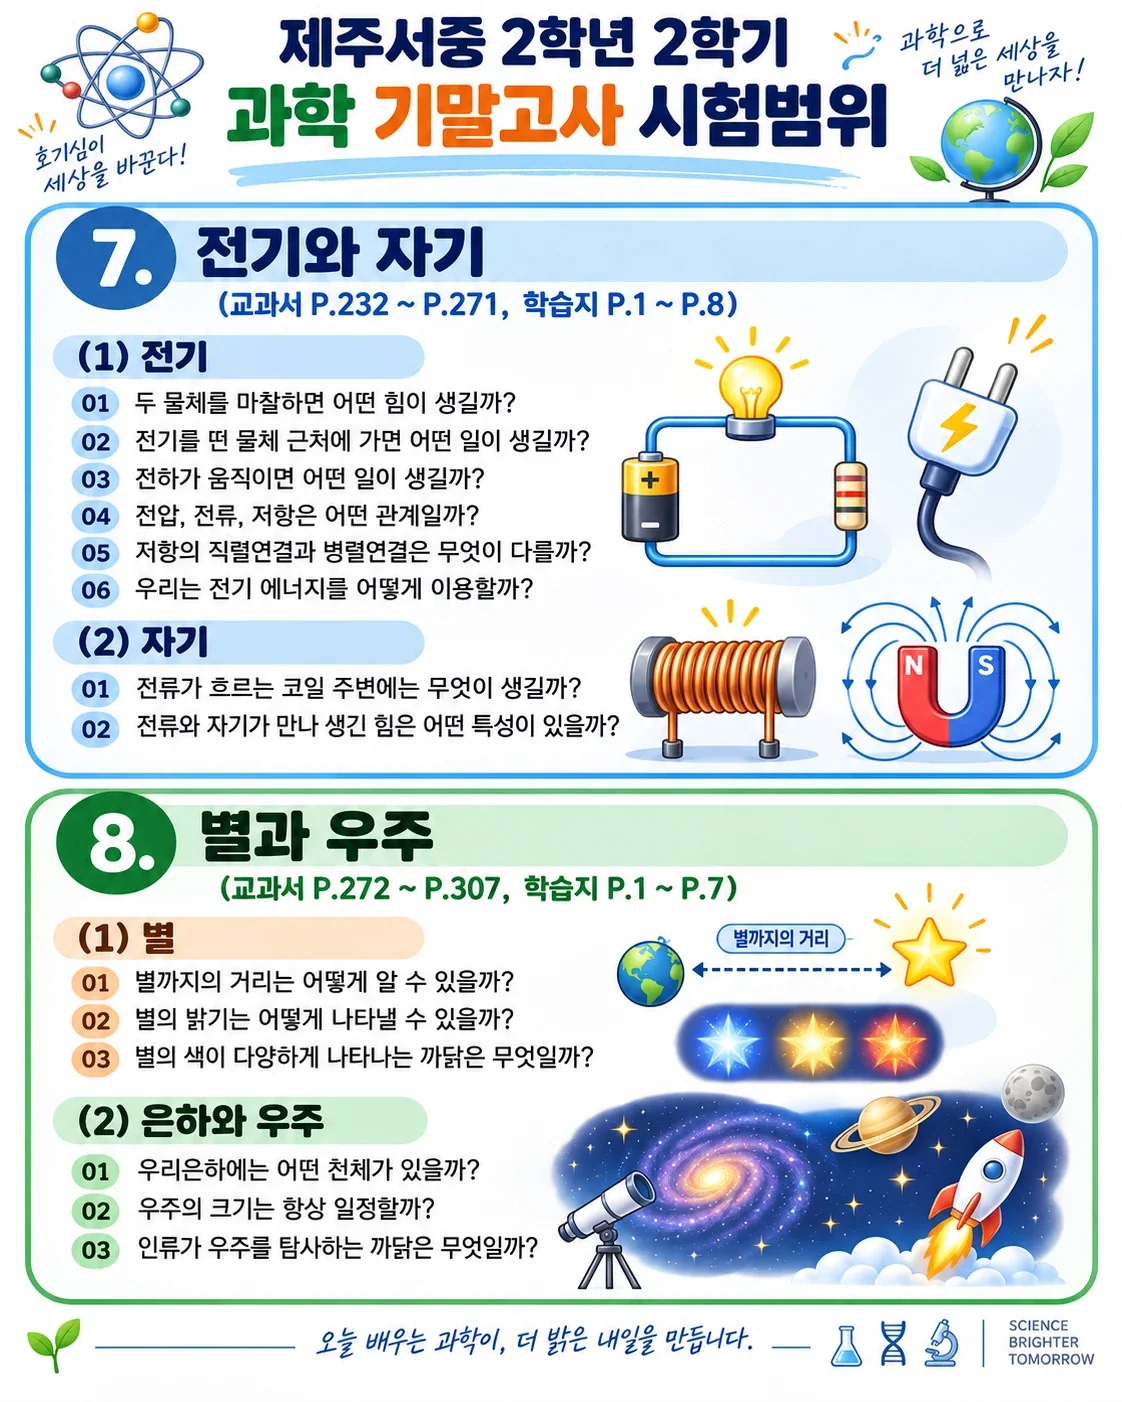 제주서중 2학년 2학기
과학 기말고사 시험범위
호기심이
세상을 바꾼다!
과학으로
더 넓은 세상을
만나자!
7. 전기와 자기
(교과서 P.232 ~ P.271, 학습지 P.1 ~ P.8)
(1) 전기
01 두 물체를 마찰하면 어떤 힘이 생길까?
02 전기를 띤 물체 근처에 가면 어떤 일이 생길까?
03 전하가 움직이면 어떤 일이 생길까?
04 전압, 전류, 저항은 어떤 관계일까?
05 저항의 직렬연결과 병렬연결은 무엇이 다를까?
06 우리는 전기 에너지를 어떻게 이용할까?
(2) 자기
01 전류가 흐르는 코일 주변에는 무엇이 생길까?
02 전류와 자기가 만나 생긴 힘은 어떤 특성이 있을까?
+
−
N S
8. 별과 우주
(교과서 P.272 ~ P.307, 학습지 P.1 ~ P.7)
(1) 별
01 별까지의 거리는 어떻게 알 수 있을까?
02 별의 밝기는 어떻게 나타낼 수 있을까?
03 별의 색이 다양하게 나타나는 까닭은 무엇일까?
별까지의 거리
(2) 은하와 우주
01 우리은하에는 어떤 천체가 있을까?
02 우주의 크기는 항상 일정할까?
03 인류가 우주를 탐사하는 까닭은 무엇일까?
오늘 배우는 과학이, 더 밝은 내일을 만듭니다.
SCIENCE
BRIGHTER
TOMORROW